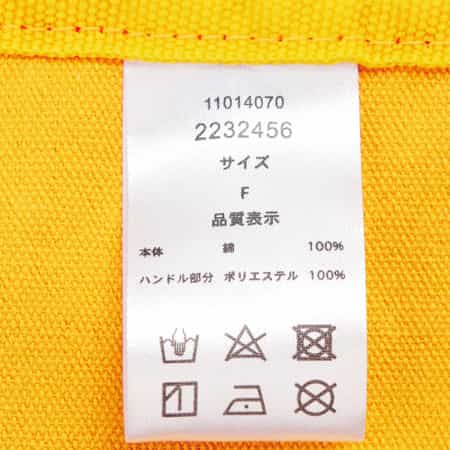 11014070
2232456
サイズ
F
品質表示
本体 綿 100%
ハンドル部分 ポリエステル 100%